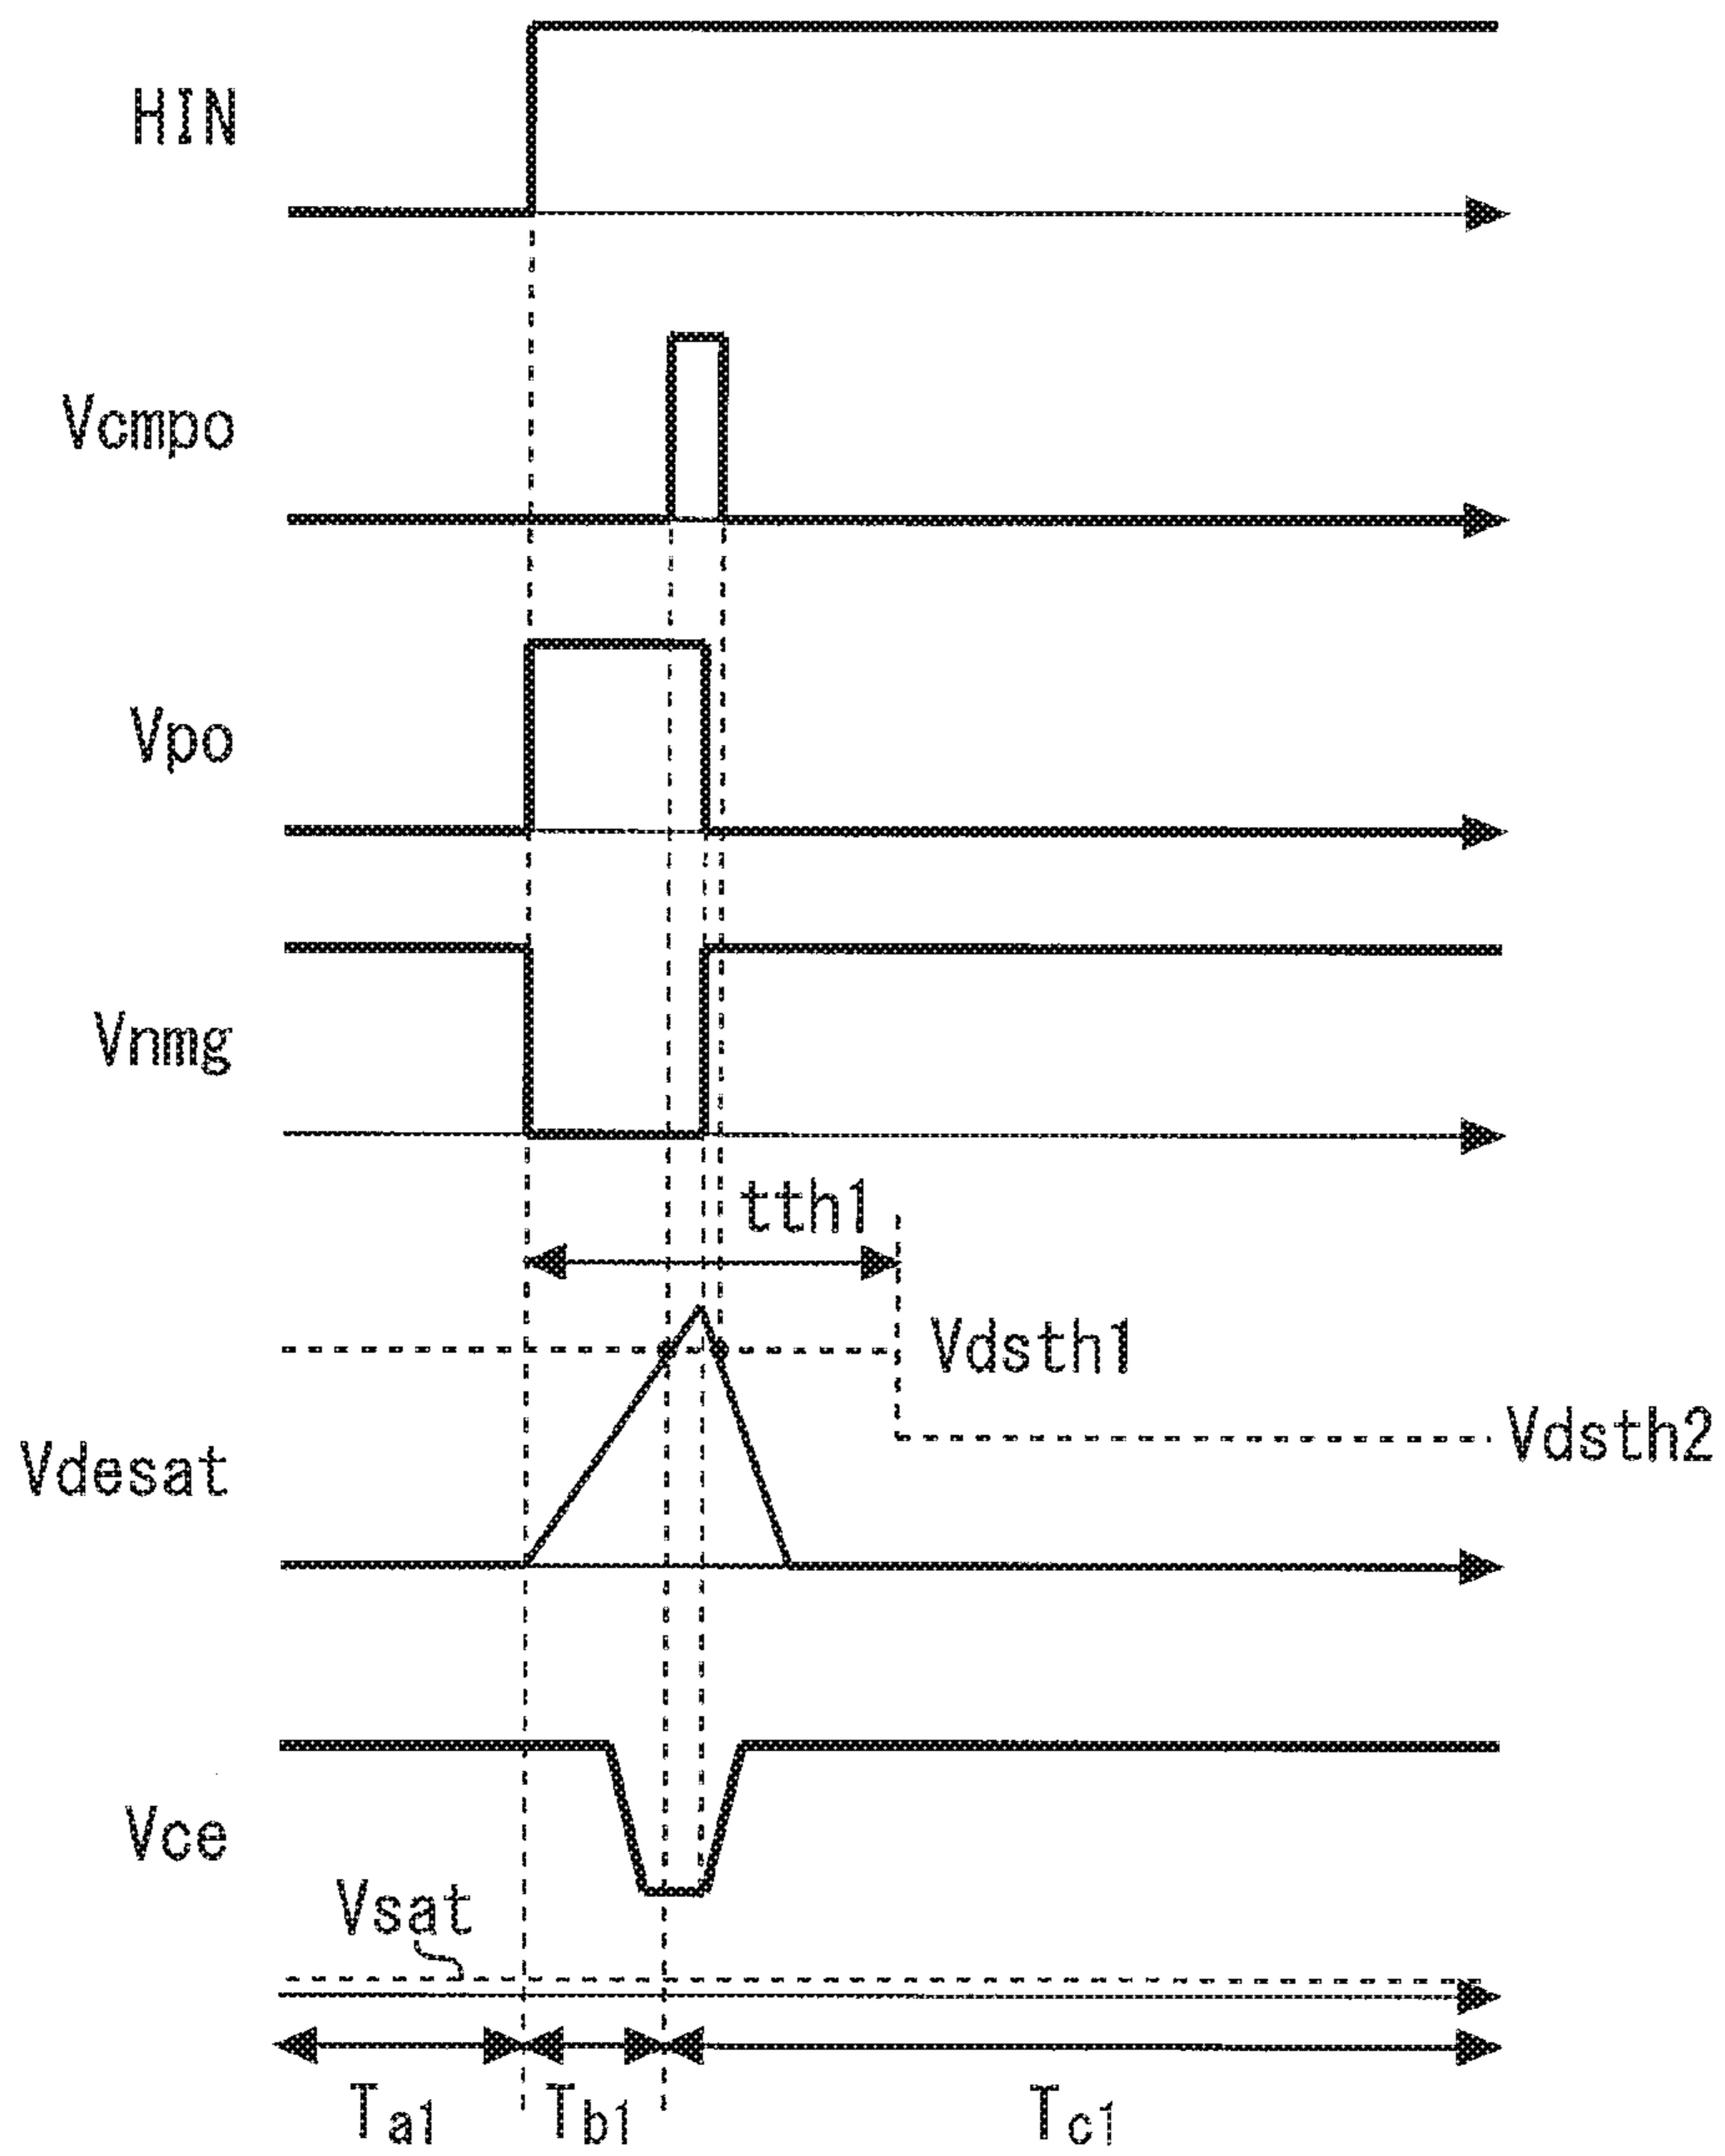 HIN
Vcmpo
Vpo
Vnmg
tth1
Vdsth1
Vdsth2
Vdesat
Vce
Vsat
Ta1 Tb1 Tc1